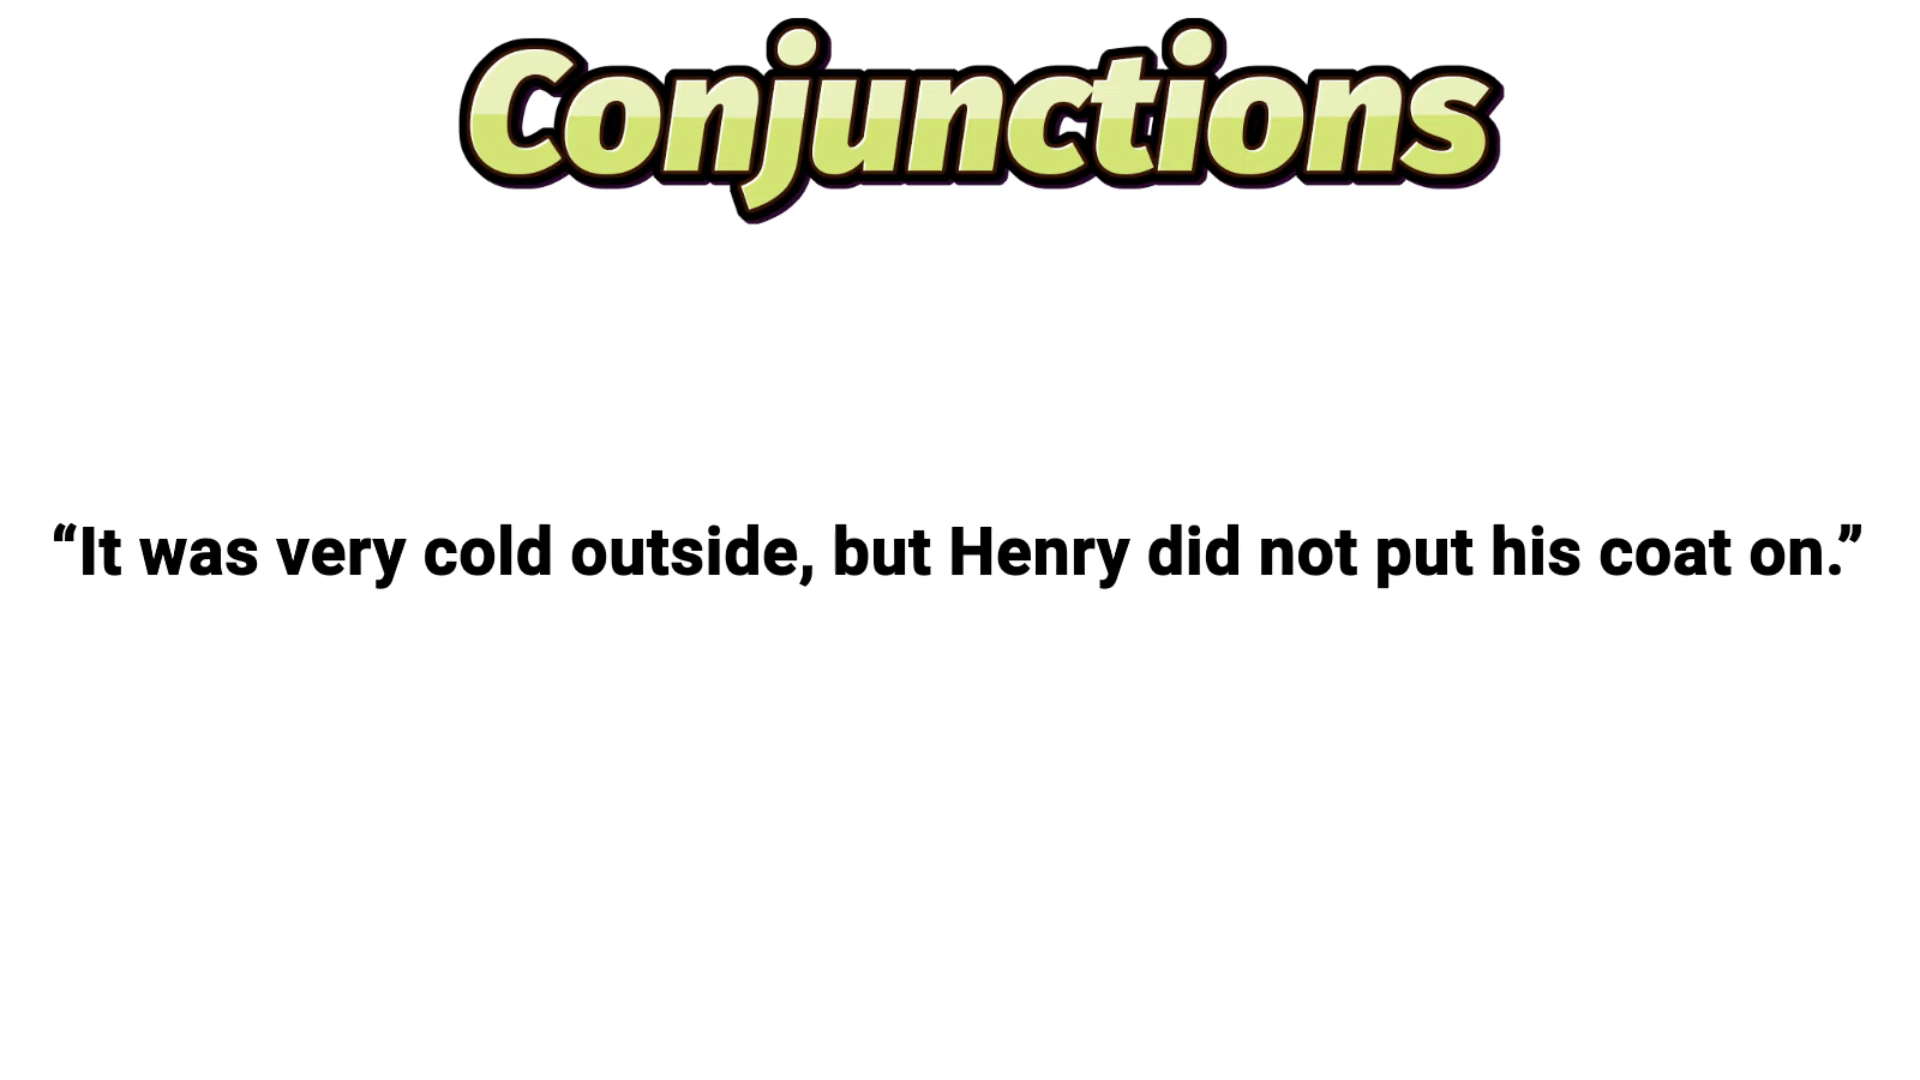 Conjunctions
“It was very cold outside, but Henry did not put his coat on.”